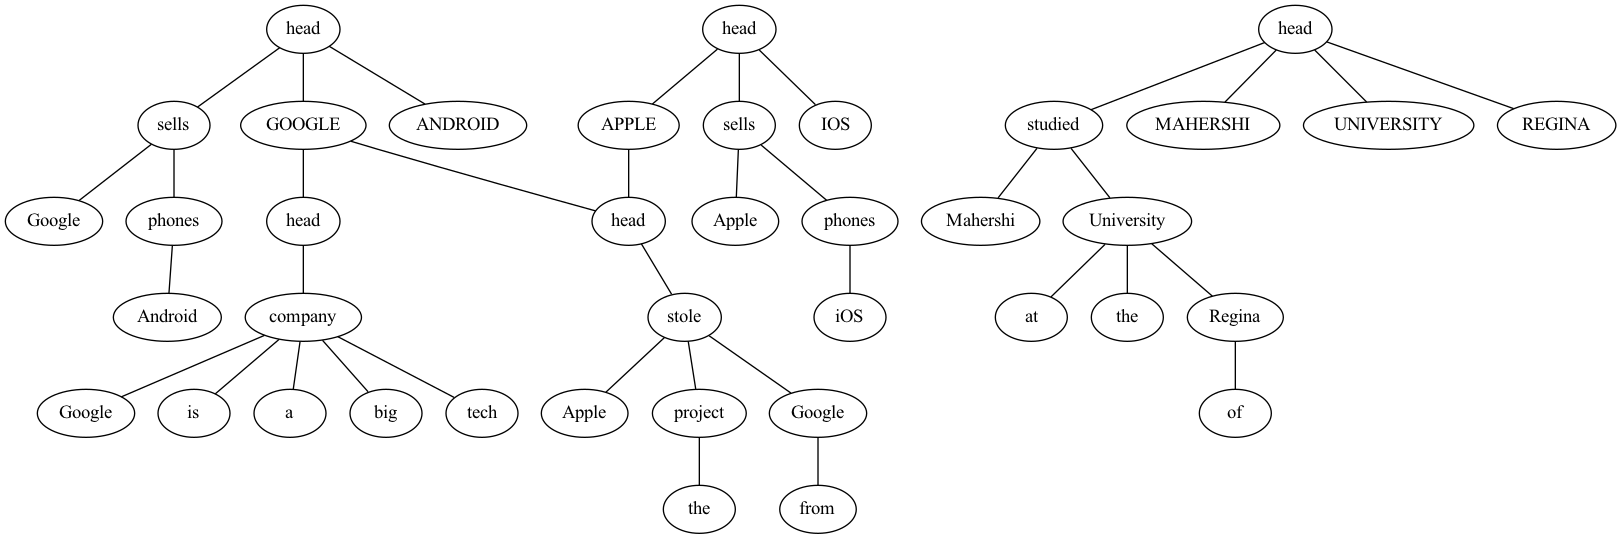 head head head
sells GOOGLE ANDROID APPLE sells IOS studied MAHERSHI UNIVERSITY REGINA
Google phones head head Apple phones Mahershi University
Android company stole iOS at the Regina
Google is a big tech Apple project Google of
the from